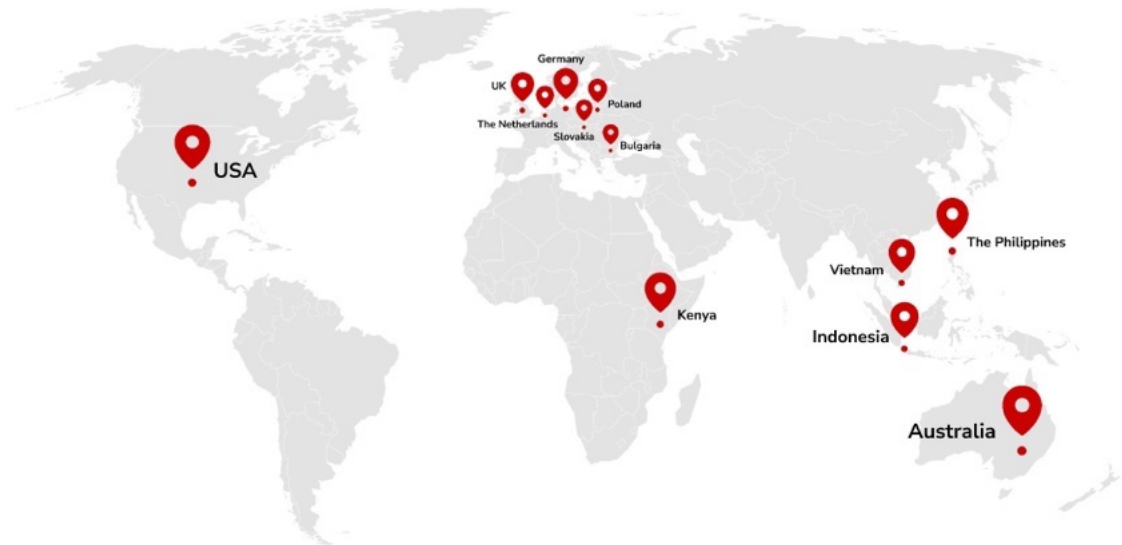 Germany
UK
Poland
The Netherlands
Slovakia
Bulgaria
USA
The Philippines
Vietnam
Kenya
Indonesia
Australia